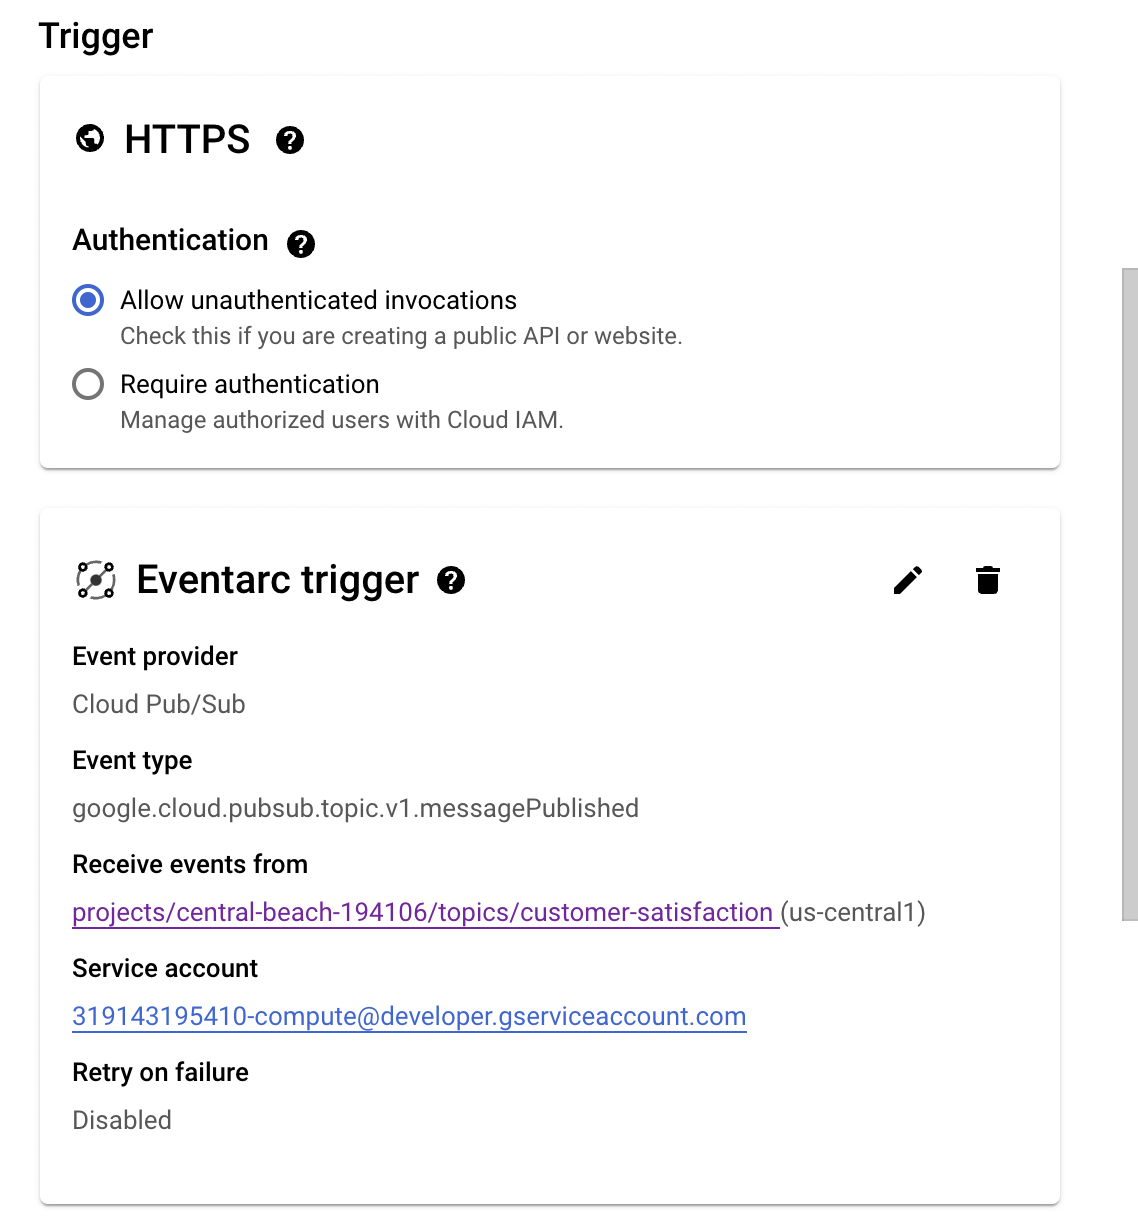 Trigger
HTTPS
Authentication
Allow unauthenticated invocations
Check this if you are creating a public API or website.
Require authentication
Manage authorized users with Cloud IAM.
Eventarc trigger
Event provider
Cloud Pub/Sub
Event type
google.cloud.pubsub.topic.v1.messagePublished
Receive events from
projects/central-beach-194106/topics/customer-satisfaction (us-central1)
Service account
319143195410-compute@developer.gserviceaccount.com
Retry on failure
Disabled